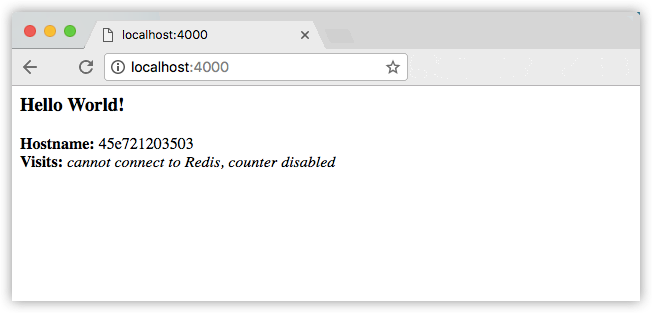 localhost:4000
localhost:4000
Hello World!
Hostname: 45e721203503
Visits: cannot connect to Redis, counter disabled